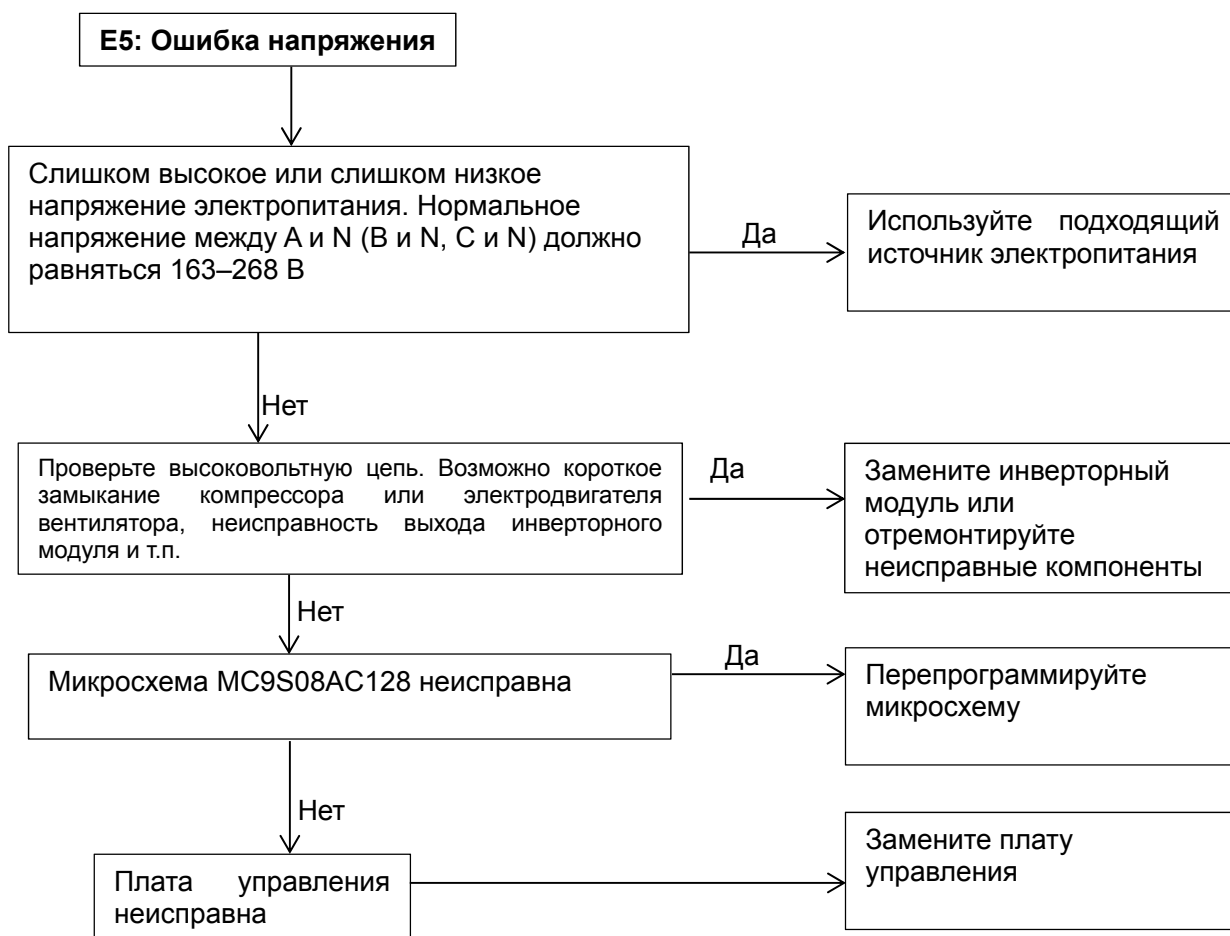 E5: Ошибка напряжения
Слишком высокое или слишком низкое
напряжение электропитания. Нормальное
напряжение между A и N (B и N, C и N) должно
равняться 163–268 В
Да
Используйте подходящий
источник электропитания
Нет
Проверьте высоковольтную цепь. Возможно короткое
замыкание компрессора или электродвигателя
вентилятора, неисправность выхода инверторного
модуля и т.п.
Да
Замените инверторный
модуль или
отремонтируйте
неисправные компоненты
Нет
Микросхема MC9S08AC128 неисправна
Да
Перепрограммируйте
микросхему
Нет
Плата управления
неисправна
Замените плату
управления